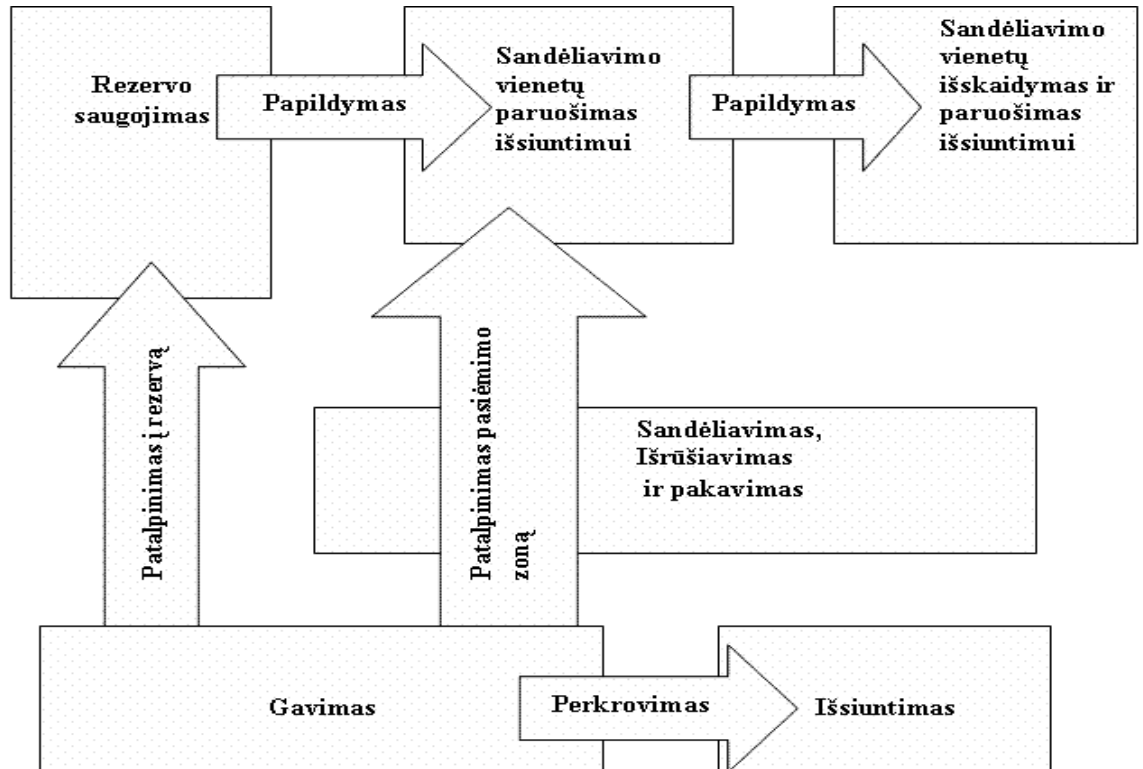 Rezervo
saugojimas
Papildymas
Sandėliavimo
vienetų
paruošimas
išsiuntimui
Papildymas
Sandėliavimo
vienetų
išskaidymas ir
paruošimas
išsiuntimui
Patalpinimas į rezervą
Patalpinimas pasiėmimo
zoną
Sandėliavimas,
Išrūšiavimas
ir pakavimas
Gavimas
Perkrovimas
Išsiuntimas